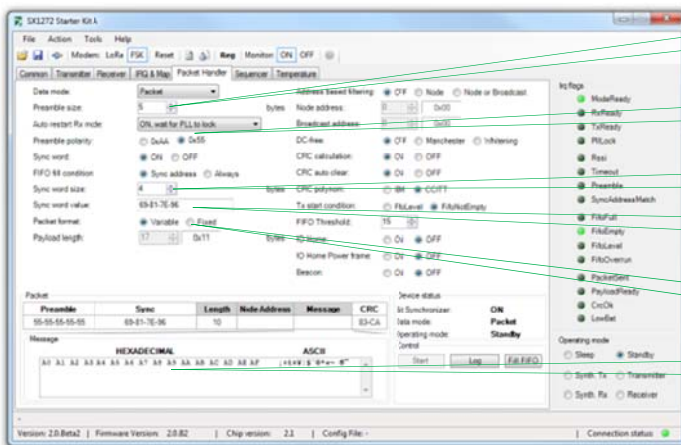 SX1272 Starter Kit λ
File Action Tools Help
Modem: LoRa FSK Reset Reg Monitor: ON OFF
Common Transmitter Receiver IRQ & Map Packet Handler Sequencer Temperature
Data mode: Packet Address based filtering: OFF Node Node or Broadcast
Preamble size: 5 bytes Node address: 0 0x00
Auto restart Rx mode: ON, wait for PLL to lock Broadcast address: 0 0x00
Preamble polarity: 0xAA 0x55 DC-free: OFF Manchester Whitening
Sync word: ON OFF CRC calculation: ON OFF
FIFO fill condition: Sync address Always CRC auto clear: ON OFF
Sync word size: 4 bytes CRC polynom: IBM CCITT
Sync word value: 69-81-7E-96 Tx start condition: FifoLevel FifoNotEmpty
Packet format: Variable Fixed FIFO Threshold: 15
Payload length: 17 0x11 bytes IO Home: ON OFF
IO Home Power frame: ON OFF
Beacon: ON OFF
Irq flags
ModeReady
RxReady
TxReady
PllLock
Rssi
Timeout
Preamble
SyncAddressMatch
FifoFull
FifoEmpty
FifoLevel
FifoOverrun
PacketSent
PayloadReady
CrcOk
LowBat
Packet
Preamble Sync Length Node Address Message CRC
55-55-55-55-55 69-81-7E-96 10 83-CA
Message
HEXADECIMAL ASCII
A0 A1 A2 A3 A4 A5 A6 A7 A8 A9 AA AB AC AD AE AF
Device status
Bit Synchronizer: ON
Data mode: Packet
Operating mode: Standby
Control
Start Log Fill FIFO
Operating mode
Sleep Standby
Synth. Tx Transmitter
Synth. Rx Receiver
-
Version: 2.0.Beta2 | Firmware Version: 2.0.B2 | Chip version: 2.1 | Config File: - | Connection status